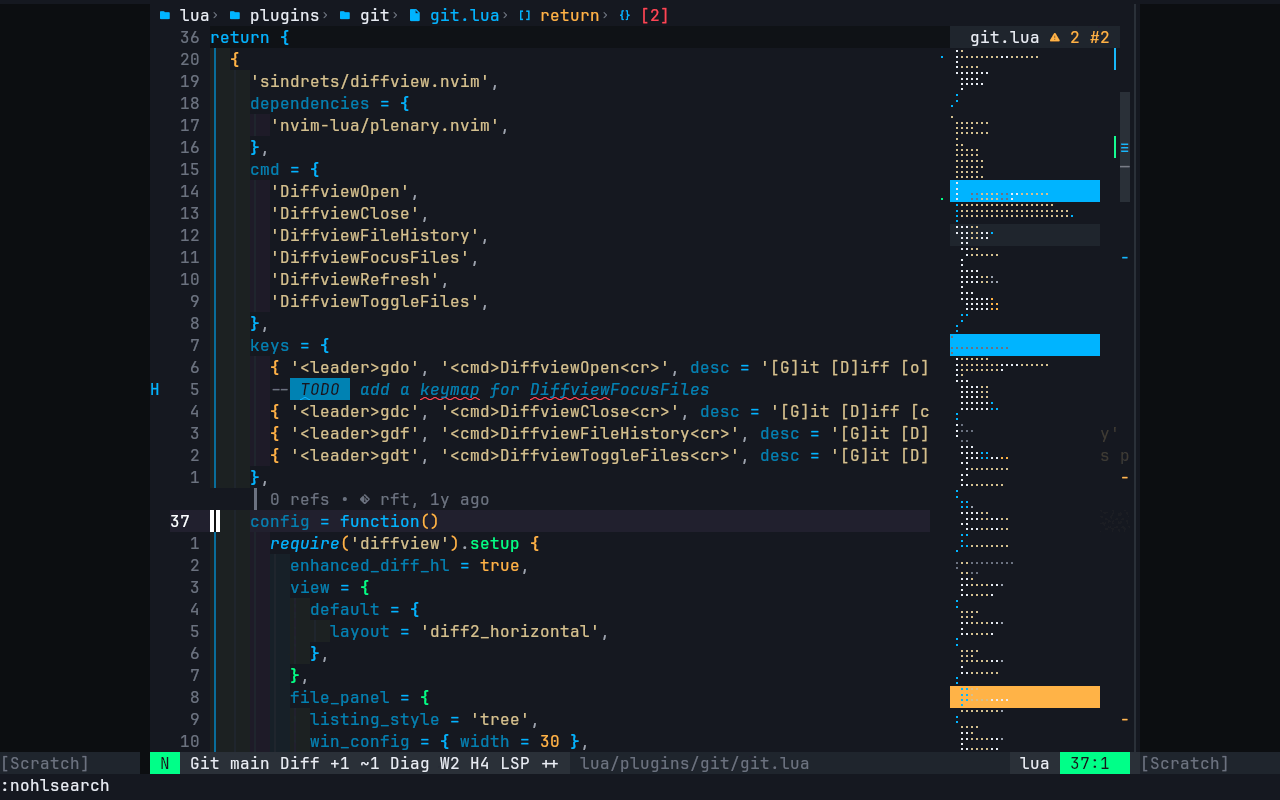 lua› plugins› git› git.lua› [] return› {} [2]
36 return {
git.lua 2 #2
20 {
19 'sindrets/diffview.nvim',
18 dependencies = {
17 'nvim-lua/plenary.nvim',
16 },
15 cmd = {
14 'DiffviewOpen',
13 'DiffviewClose',
12 'DiffviewFileHistory',
11 'DiffviewFocusFiles',
10 'DiffviewRefresh',
9 'DiffviewToggleFiles',
8 },
7 keys = {
6 { '<leader>gdo', '<cmd>DiffviewOpen<cr>', desc = '[G]it [D]iff [o]
H 5 -- TODO add a keymap for DiffviewFocusFiles
4 { '<leader>gdc', '<cmd>DiffviewClose<cr>', desc = '[G]it [D]iff [c
3 { '<leader>gdf', '<cmd>DiffviewFileHistory<cr>', desc = '[G]it [D] y'
2 { '<leader>gdt', '<cmd>DiffviewToggleFiles<cr>', desc = '[G]it [D] s p
1 },
0 refs • rft, 1y ago
37 config = function()
1 require('diffview').setup {
2 enhanced_diff_hl = true,
3 view = {
4 default = {
5 layout = 'diff2_horizontal',
6 },
7 },
8 file_panel = {
9 listing_style = 'tree',
10 win_config = { width = 30 },
[Scratch] N Git main Diff +1 ~1 Diag W2 H4 LSP ++ lua/plugins/git/git.lua lua 37:1 [Scratch]
:nohlsearch